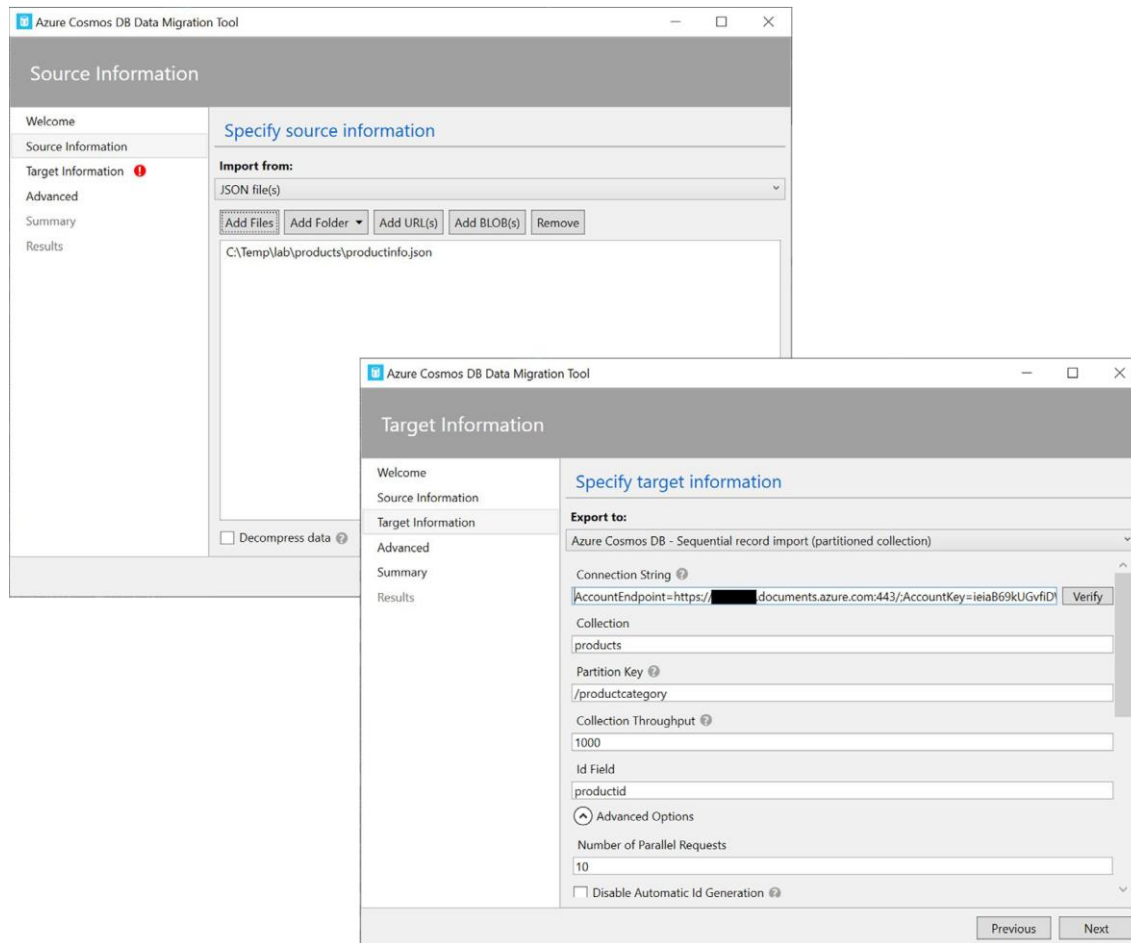 Azure Cosmos DB Data Migration Tool
Source Information
Welcome
Source Information
Target Information
Advanced
Summary
Results
Specify source information
Import from:
JSON file(s)
Add Files Add Folder Add URL(s) Add BLOB(s) Remove
C:\Temp\lab\products\productinfo.json
Decompress data
Azure Cosmos DB Data Migration Tool
Target Information
Welcome
Source Information
Target Information
Advanced
Summary
Results
Specify target information
Export to:
Azure Cosmos DB - Sequential record import (partitioned collection)
Connection String
AccountEndpoint=https:// .documents.azure.com:443/;AccountKey=ieiaB69kUGvfiD Verify
Collection
products
Partition Key
/productcategory
Collection Throughput
1000
Id Field
productid
Advanced Options
Number of Parallel Requests
10
Disable Automatic Id Generation
Previous Next